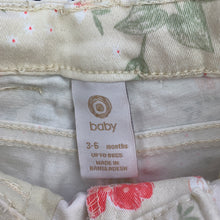 baby
3-6 months
UP TO 8KGS
MADE IN
BANGLADESH